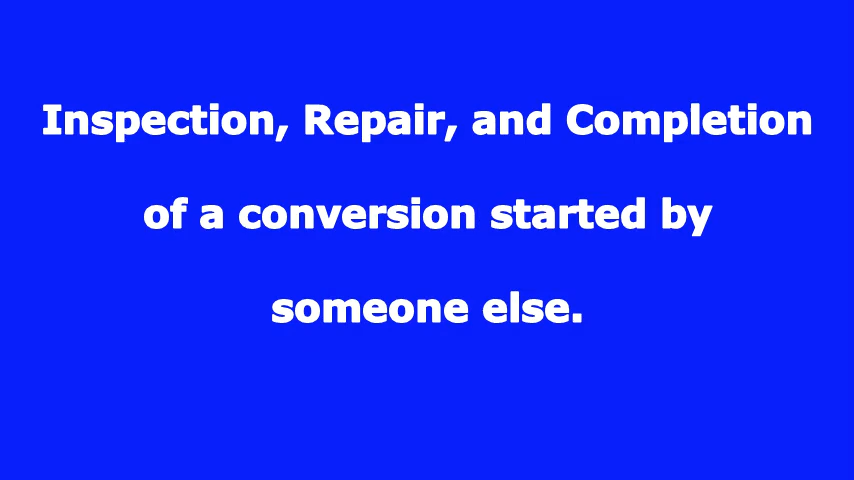 Inspection, Repair, and Completion
of a conversion started by
someone else.